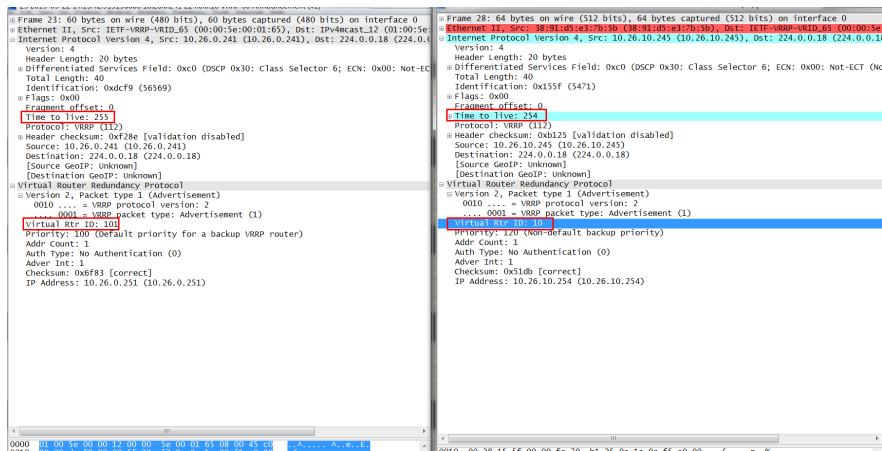 Frame 23: 60 bytes on wire (480 bits), 60 bytes captured (480 bits) on interface 0
Ethernet II, Src: IETF-VRRP-VRID_65 (00:00:5e:00:01:65), Dst: IPv4mcast_12 (01:00:5e:
Internet Protocol Version 4, Src: 10.26.0.241 (10.26.0.241), Dst: 224.0.0.18 (224.0.
Version: 4
Header Length: 20 bytes
Differentiated Services Field: 0xc0 (DSCP 0x30: Class Selector 6; ECN: 0x00: Not-EC
Total Length: 40
Identification: 0xdcf9 (56569)
Flags: 0x00
Fragment offset: 0
Time to live: 255
Protocol: VRRP (112)
Header checksum: 0xf28e [validation disabled]
Source: 10.26.0.241 (10.26.0.241)
Destination: 224.0.0.18 (224.0.0.18)
[Source GeoIP: Unknown]
[Destination GeoIP: Unknown]
Virtual Router Redundancy Protocol
Version 2, Packet type 1 (Advertisement)
0010 .... = VRRP protocol version: 2
.... 0001 = VRRP packet type: Advertisement (1)
Virtual Rtr ID: 101
Priority: 100 (Default priority for a backup VRRP router)
Addr Count: 1
Auth Type: No Authentication (0)
Adver Int: 1
Checksum: 0x6f83 [correct]
IP Address: 10.26.0.251 (10.26.0.251)
0000 01 00 5e 00 00 12 00 00 5e 00 01 65 08 00 45 c0 ..^..... ^..e..E.
Frame 28: 64 bytes on wire (512 bits), 64 bytes captured (512 bits) on interface 0
Ethernet II, Src: 38:91:d5:e3:7b:5b (38:91:d5:e3:7b:5b), Dst: IETF-VRRP-VRID_65 (00:00:5e
Internet Protocol Version 4, Src: 10.26.10.245 (10.26.10.245), Dst: 224.0.0.18 (224.0.0.18
Version: 4
Header Length: 20 bytes
Differentiated Services Field: 0xc0 (DSCP 0x30: Class Selector 6; ECN: 0x00: Not-ECT (No
Total Length: 40
Identification: 0x155f (5471)
Flags: 0x00
Fragment offset: 0
Time to live: 254
Protocol: VRRP (112)
Header checksum: 0xb125 [validation disabled]
Source: 10.26.10.245 (10.26.10.245)
Destination: 224.0.0.18 (224.0.0.18)
[Source GeoIP: Unknown]
[Destination GeoIP: Unknown]
Virtual Router Redundancy Protocol
Version 2, Packet type 1 (Advertisement)
0010 .... = VRRP protocol version: 2
.... 0001 = VRRP packet type: Advertisement (1)
Virtual Rtr ID: 10
Priority: 120 (Non-default backup priority)
Addr Count: 1
Auth Type: No Authentication (0)
Adver Int: 1
Checksum: 0x51db [correct]
IP Address: 10.26.10.254 (10.26.10.254)